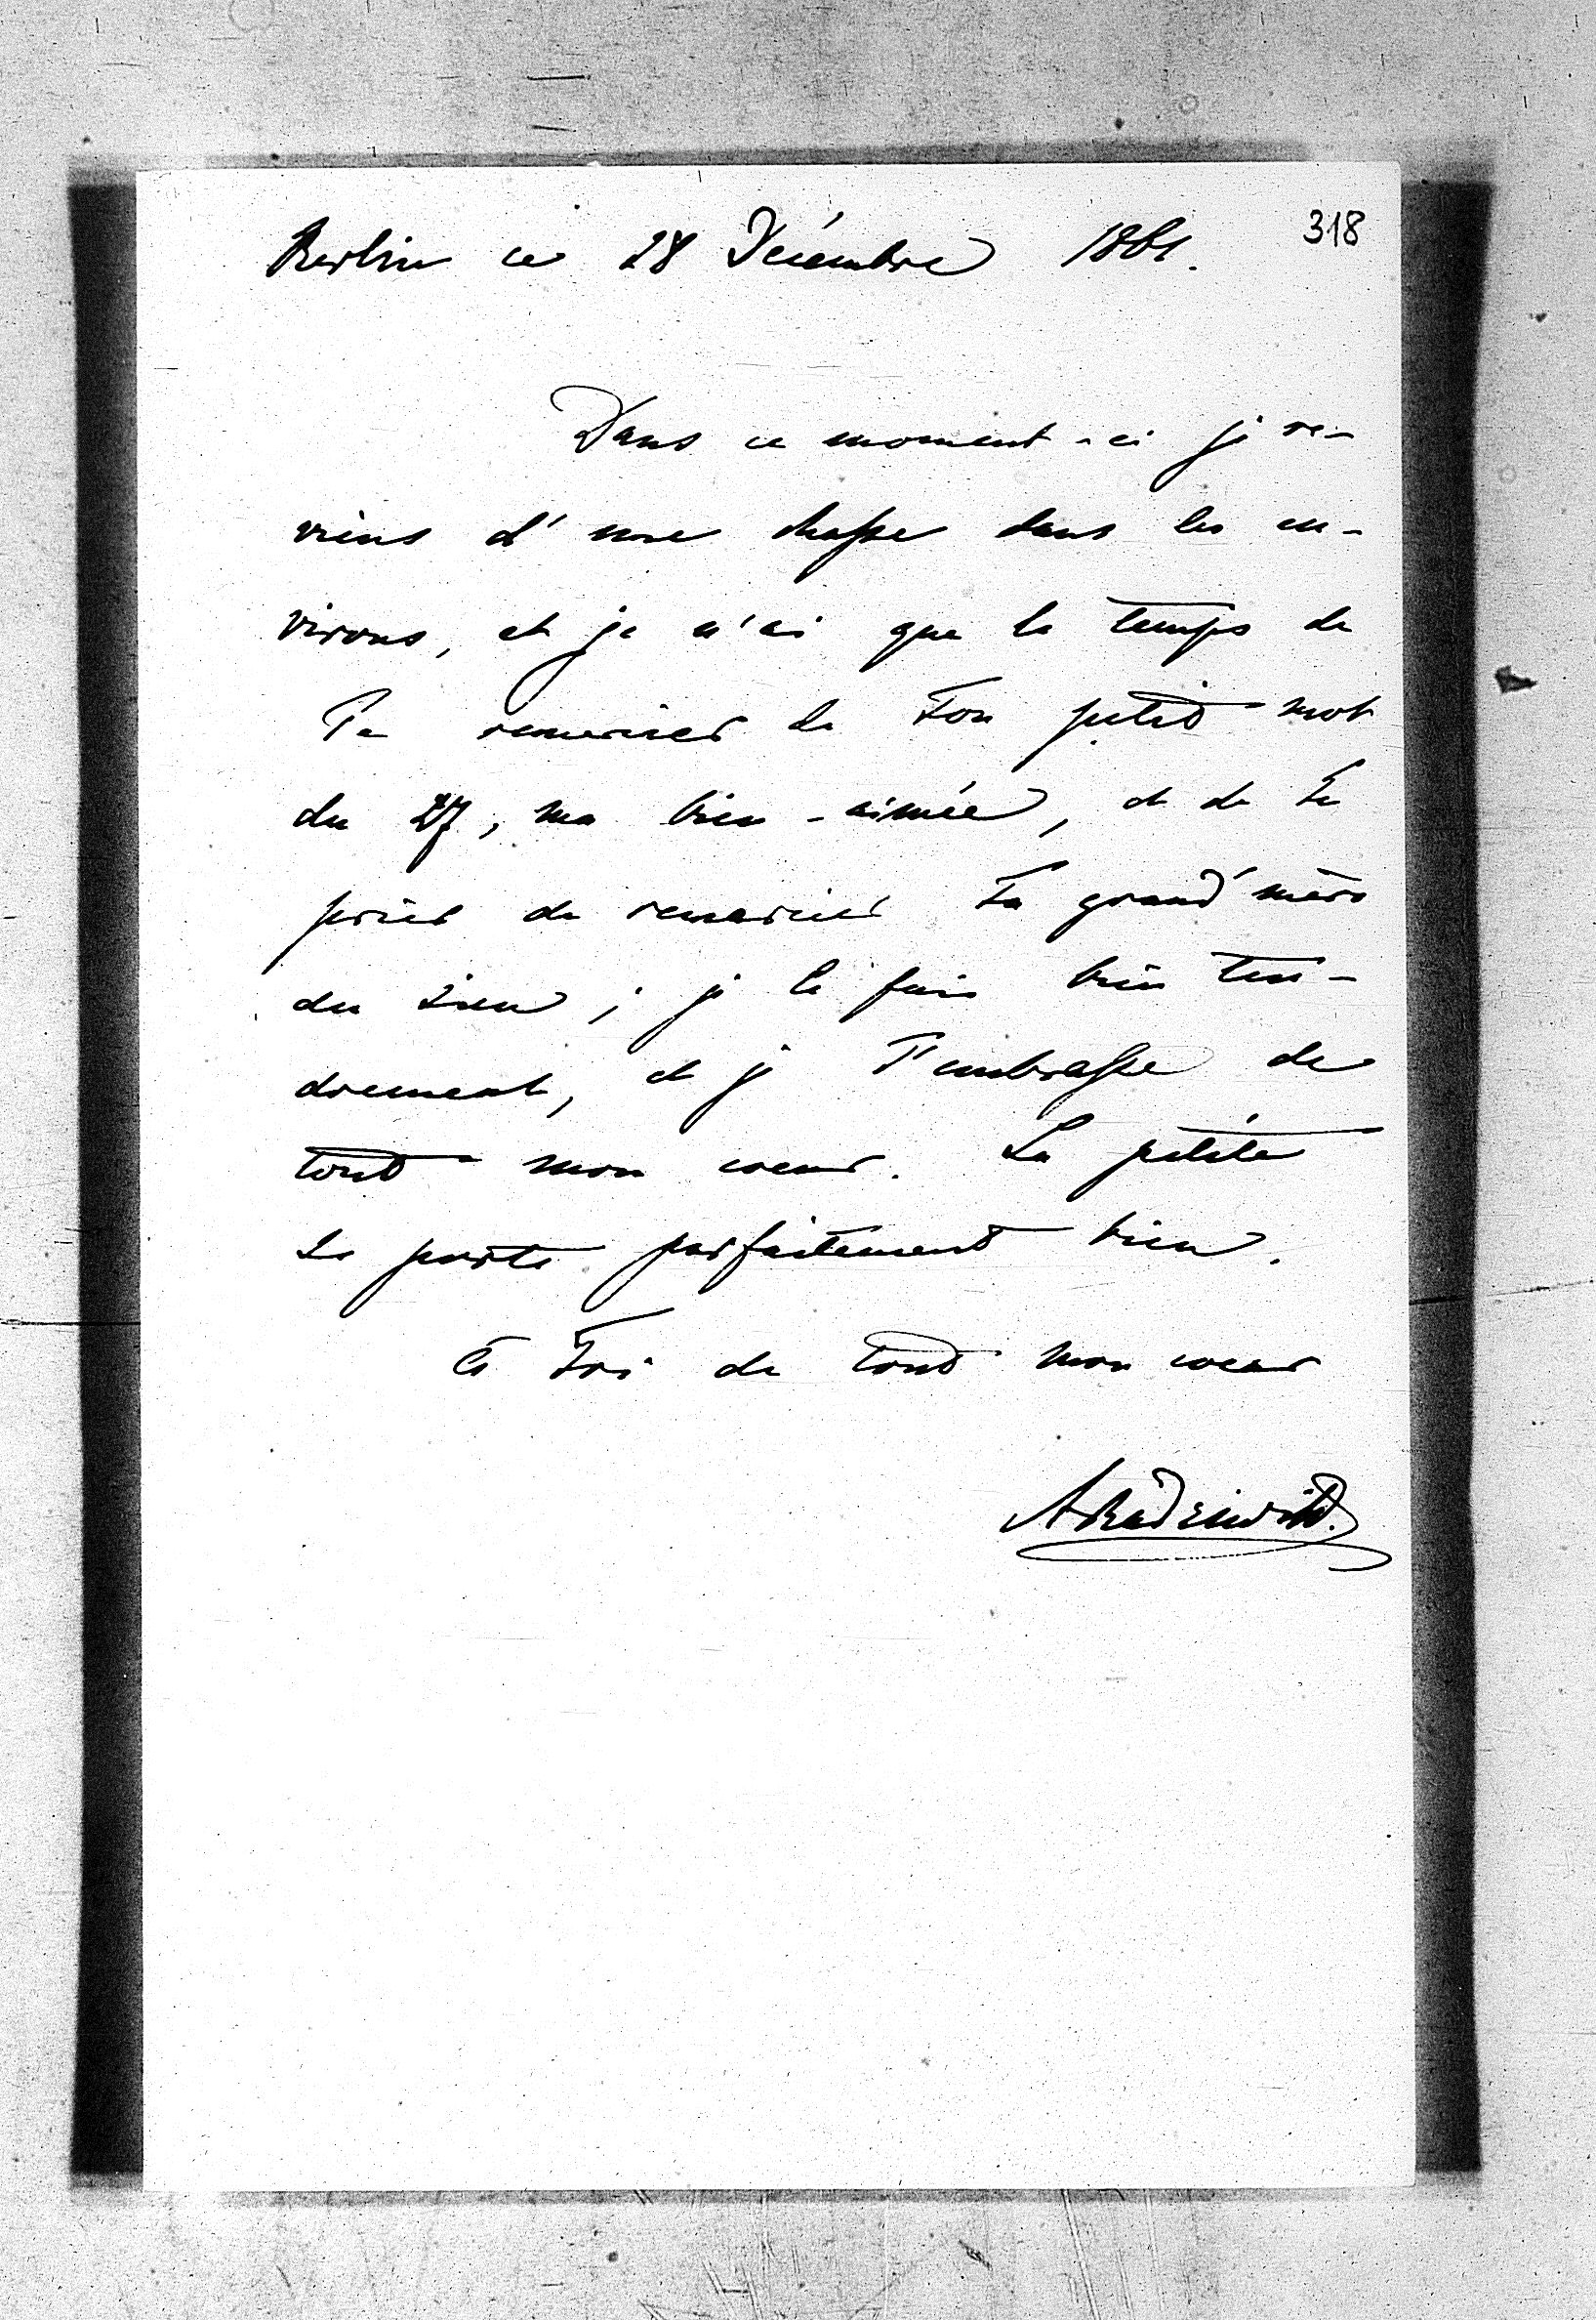 318
Berlin ce 28 Décembre 1861.
Dans ce moment-ci je re-
viens d'une chasse dans les en-
virons, et je n'ai que le temps de
Te remercier de Ton petit mot
du 27, ma bien-aimée, et de Te
prier de remercier Ta grand'mère
du sien; je le fais bien ten-
drement, et je T'embrasse de
tout mon coeur. La petite
se porte parfaitement bien.
à Toi de tout mon coeur
ARadziwill.